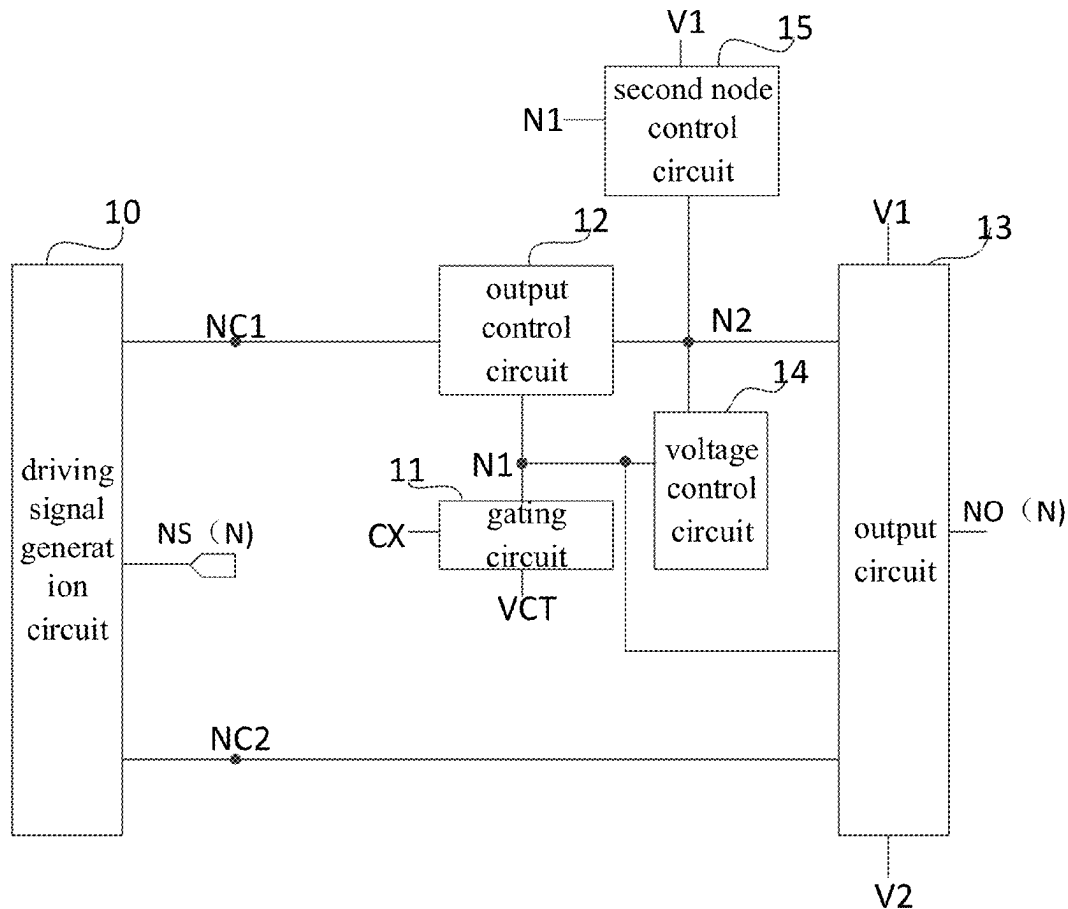 V1
15
second node
control
circuit
N1
10
12
V1
13
output
control
circuit
NC1
N2
14
voltage
control
circuit
N1
11
gating
circuit
CX
VCT
driving
signal
generat
ion
circuit
NS（N）
output
circuit
NO（N）
NC2
V2